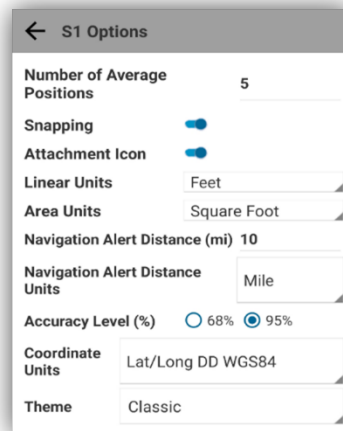 S1 Options
Number of Average
Positions
5
Snapping
Attachment Icon
Linear Units Feet
Area Units Square Foot
Navigation Alert Distance (mi) 10
Navigation Alert Distance
Units
Mile
Accuracy Level (%) 68% 95%
Coordinate
Units
Lat/Long DD WGS84
Theme Classic